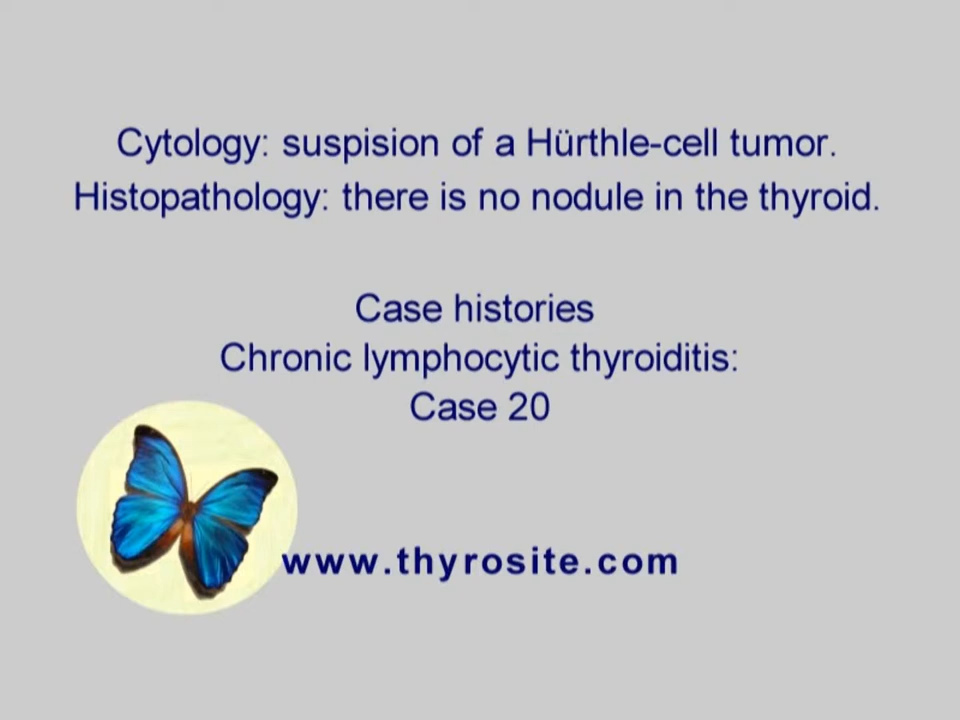 Cytology: suspision of a Hürthle-cell tumor.
Histopathology: there is no nodule in the thyroid.
Case histories
Chronic lymphocytic thyroiditis:
Case 20
www.thyrosite.com